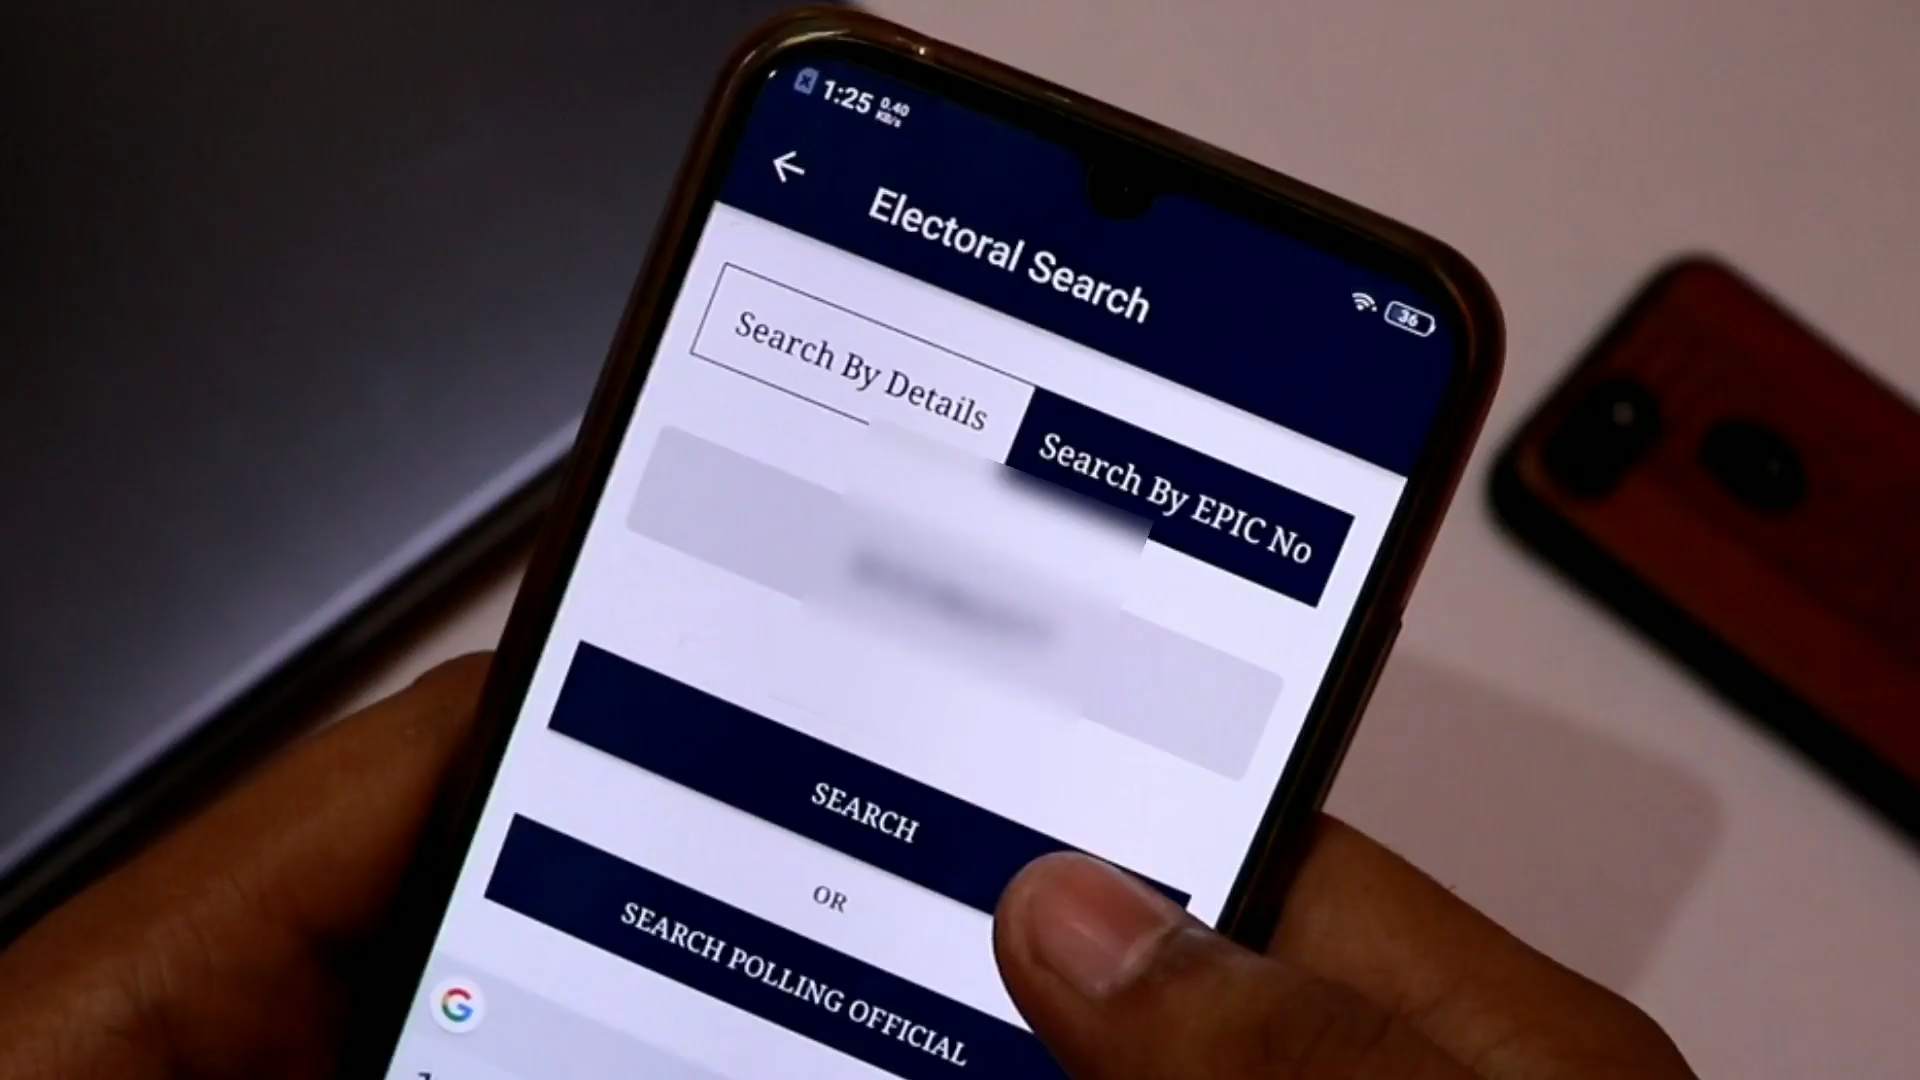 1:25 0.40 KB/s
36
Electoral Search
Search By Details
Search By EPIC No
SEARCH
OR
SEARCH POLLING OFFICIAL
G